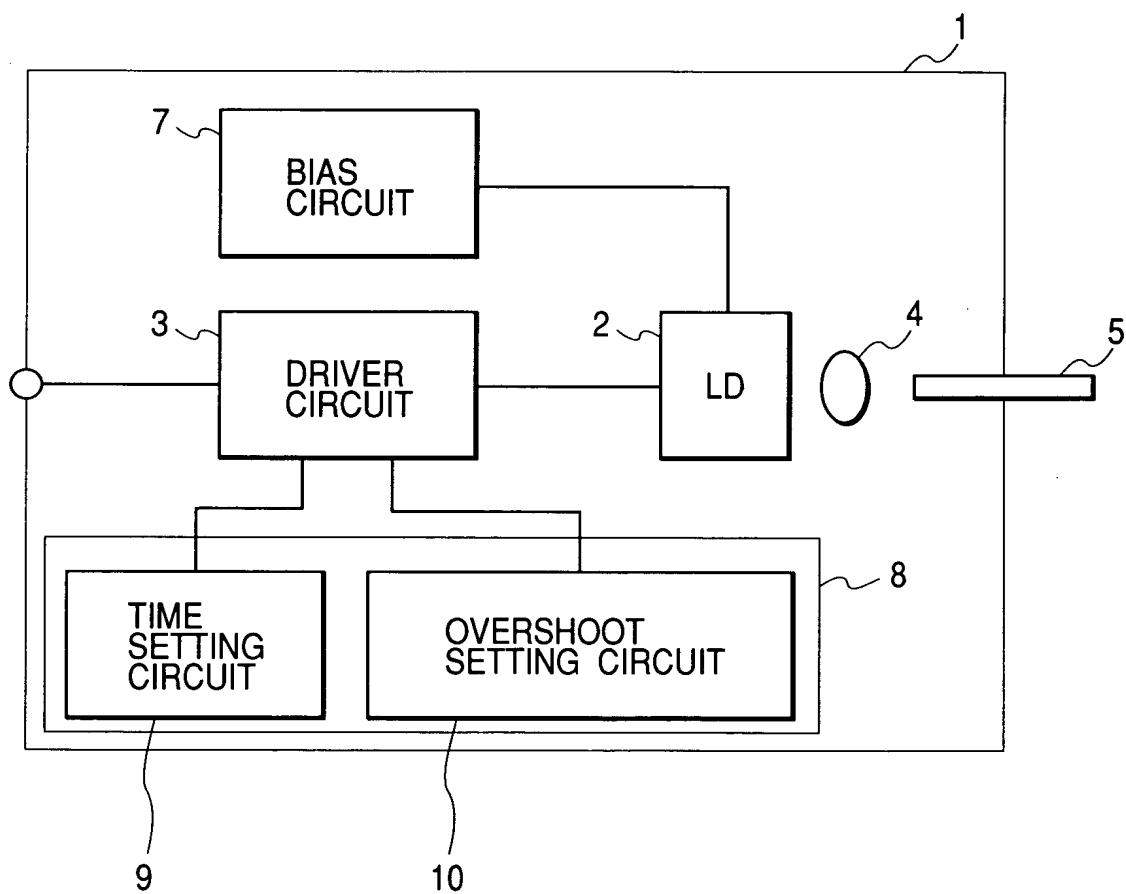 1
7
BIAS
CIRCUIT
3
DRIVER
CIRCUIT
2
LD
4
5
8
TIME
SETTING
CIRCUIT
OVERSHOOT
SETTING CIRCUIT
9
10